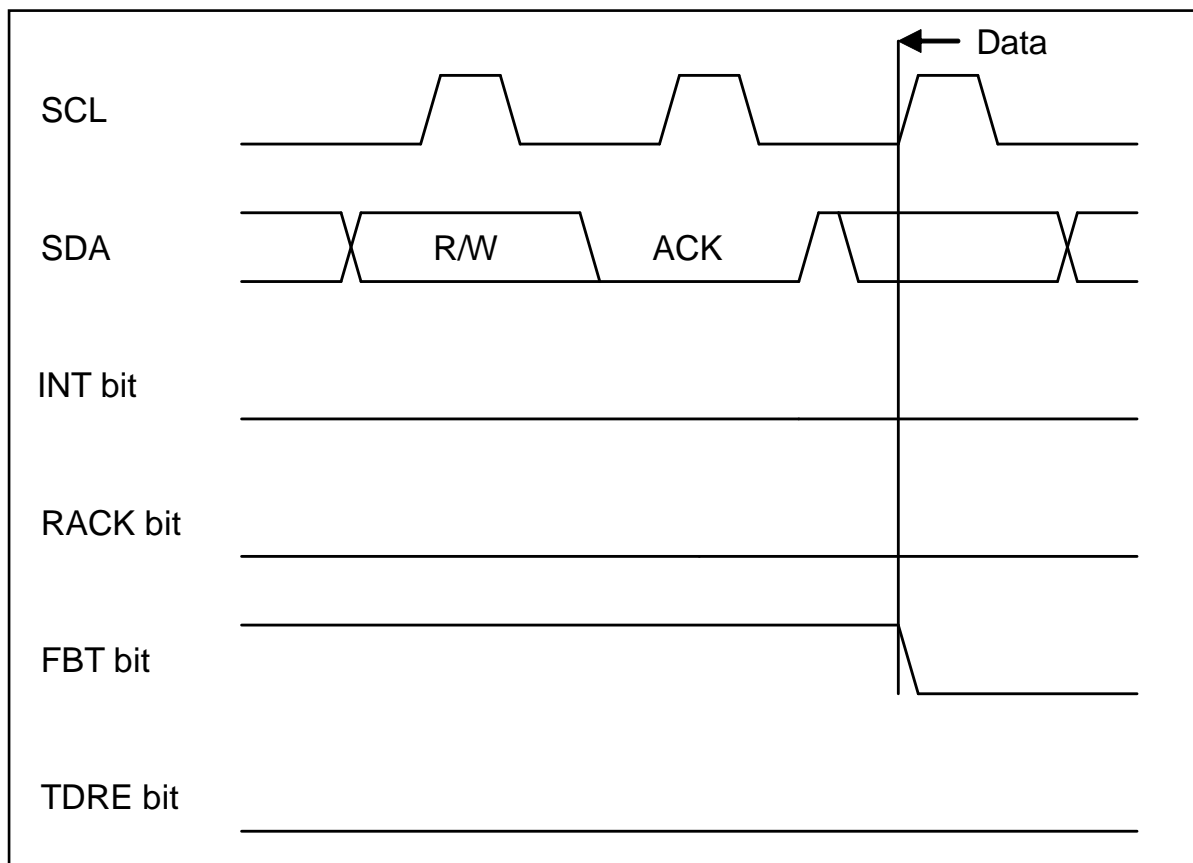 Data
SCL
SDA
R/W
ACK
INT bit
RACK bit
FBT bit
TDRE bit